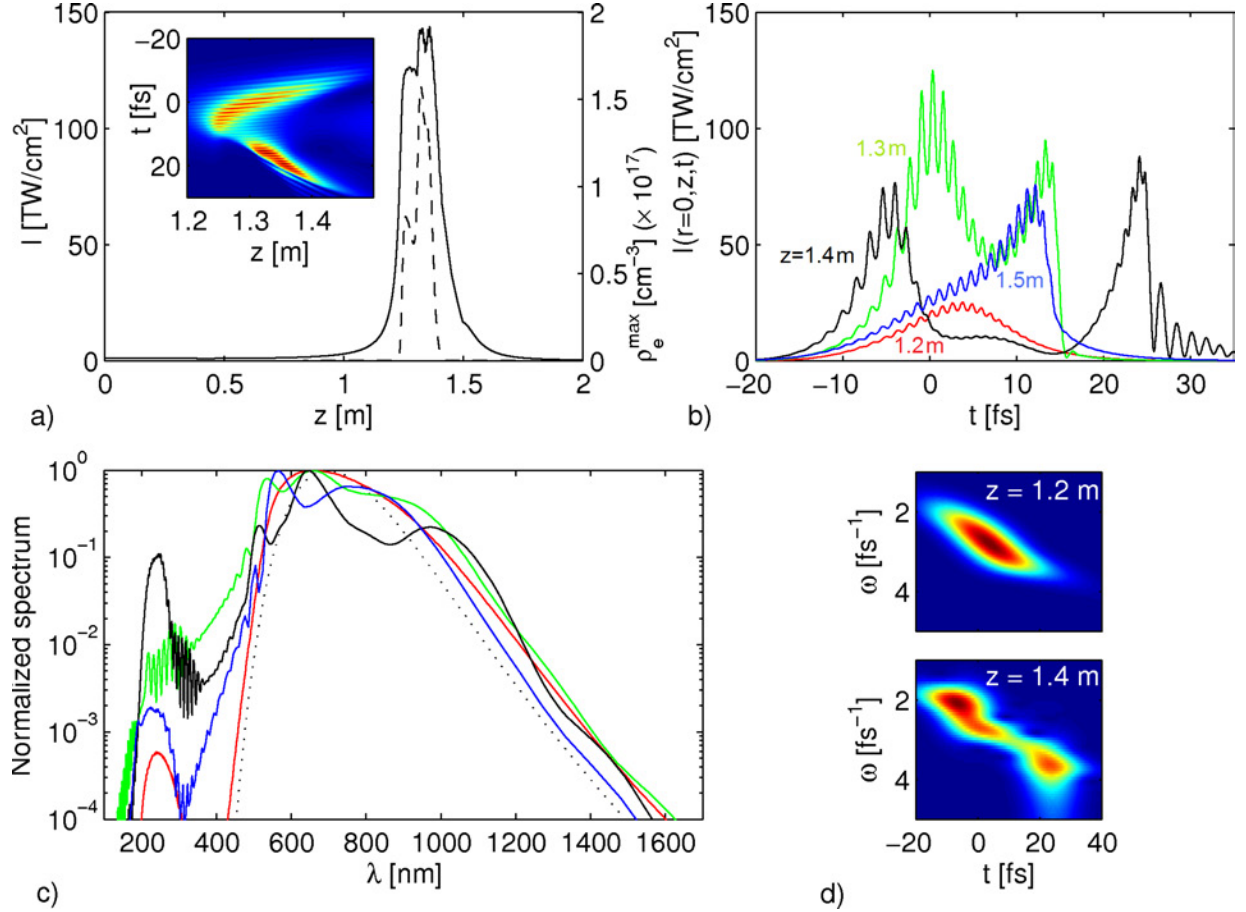 150
100
50
0
I [TW/cm²]
−20
0
20
t [fs]
1.2
1.3
1.4
z [m]
2
1.5
1
0.5
0
ρₑᵐᵃˣ [cm⁻³] (× 10¹⁷)
0
0.5
1
1.5
2
z [m]
a)
150
100
50
0
I(r=0,z,t) [TW/cm²]
1.3m
z=1.4m
1.5m
1.2m
−20
−10
0
10
20
30
t [fs]
b)
10⁰
10⁻¹
10⁻²
10⁻³
10⁻⁴
Normalized spectrum
200
400
600
800
1000
1200
1400
1600
λ [nm]
c)
z = 1.2 m
2
4
ω [fs⁻¹]
z = 1.4 m
2
4
ω [fs⁻¹]
−20
0
20
40
t [fs]
d)